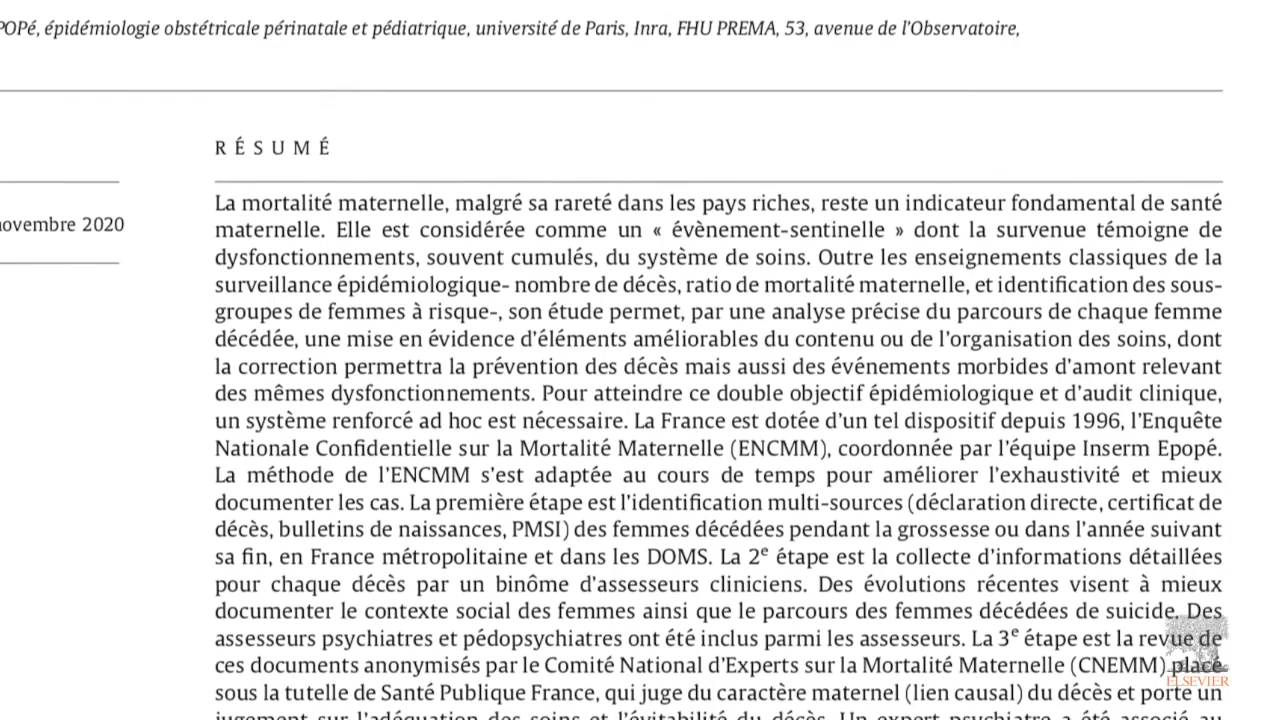 POPé, épidémiologie obstétricale périnatale et pédiatrique, université de Paris, Inra, FHU PREMA, 53, avenue de l'Observatoire,
RÉSUMÉ
novembre 2020
La mortalité maternelle, malgré sa rareté dans les pays riches, reste un indicateur fondamental de santé
maternelle. Elle est considérée comme un « évènement-sentinelle » dont la survenue témoigne de
dysfonctionnements, souvent cumulés, du système de soins. Outre les enseignements classiques de la
surveillance épidémiologique- nombre de décès, ratio de mortalité maternelle, et identification des sous-
groupes de femmes à risque-, son étude permet, par une analyse précise du parcours de chaque femme
décédée, une mise en évidence d'éléments améliorables du contenu ou de l'organisation des soins, dont
la correction permettra la prévention des décès mais aussi des événements morbides d'amont relevant
des mêmes dysfonctionnements. Pour atteindre ce double objectif épidémiologique et d'audit clinique,
un système renforcé ad hoc est nécessaire. La France est dotée d'un tel dispositif depuis 1996, l'Enquête
Nationale Confidentielle sur la Mortalité Maternelle (ENCMM), coordonnée par l'équipe Inserm Epopé.
La méthode de l'ENCMM s'est adaptée au cours de temps pour améliorer l'exhaustivité et mieux
documenter les cas. La première étape est l'identification multi-sources (déclaration directe, certificat de
décès, bulletins de naissances, PMSI) des femmes décédées pendant la grossesse ou dans l'année suivant
sa fin, en France métropolitaine et dans les DOMS. La 2e étape est la collecte d'informations détaillées
pour chaque décès par un binôme d'assesseurs cliniciens. Des évolutions récentes visent à mieux
documenter le contexte social des femmes ainsi que le parcours des femmes décédées de suicide. Des
assesseurs psychiatres et pédopsychiatres ont été inclus parmi les assesseurs. La 3e étape est la revue de
ces documents anonymisés par le Comité National d'Experts sur la Mortalité Maternelle (CNEMM) placé
sous la tutelle de Santé Publique France, qui juge du caractère maternel (lien causal) du décès et porte un
jugement sur l'adéquation des soins et l'évitabilité du décès. Un expert psychiatre a été associé au
ELSEVIER